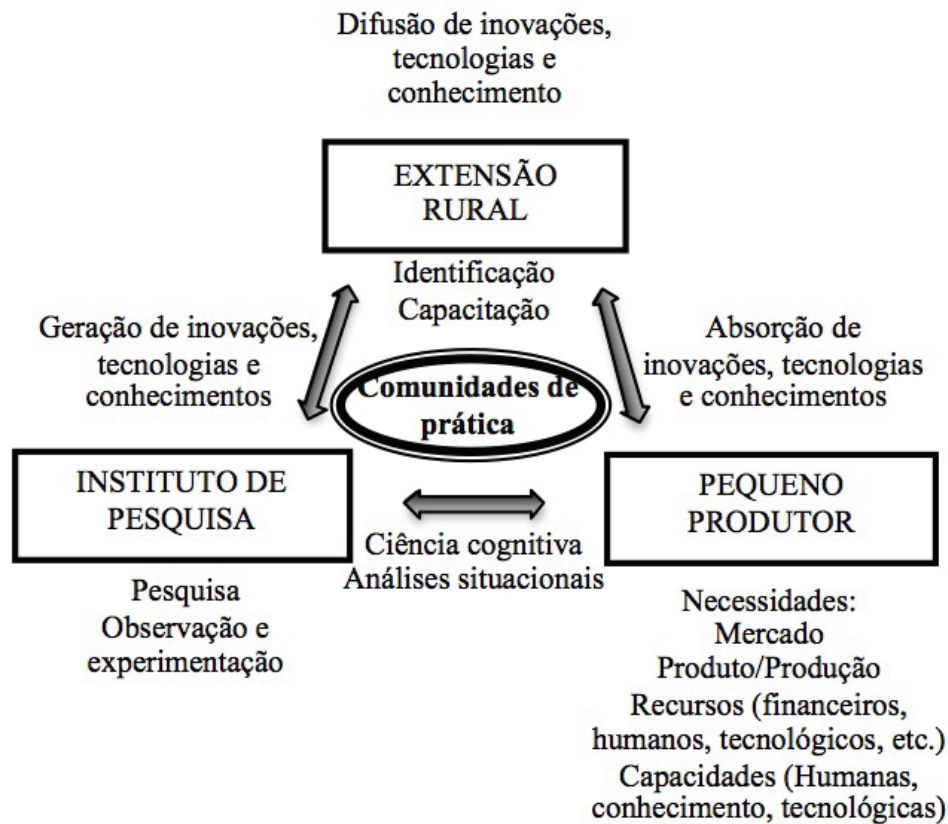 Difusão de inovações,
tecnologias e
conhecimento
EXTENSÃO
RURAL
Identificação
Capacitação
Geração de inovações,
tecnologias e
conhecimentos
Absorção de
inovações, tecnologias
e conhecimentos
Comunidades de
prática
INSTITUTO DE
PESQUISA
PEQUENO
PRODUTOR
Ciência cognitiva
Análises situacionais
Pesquisa
Observação e
experimentação
Necessidades:
Mercado
Produto/Produção
Recursos (financeiros,
humanos, tecnológicos, etc.)
Capacidades (Humanas,
conhecimento, tecnológicas)